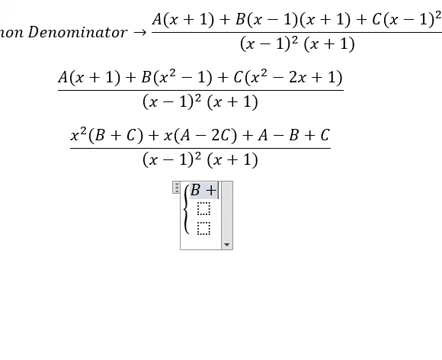 Denominator → A(x + 1) + B(x − 1)(x + 1) + C(x − 1)²
(x − 1)² (x + 1)
A(x + 1) + B(x² − 1) + C(x² − 2x + 1)
(x − 1)² (x + 1)
x²(B + C) + x(A − 2C) + A − B + C
(x − 1)² (x + 1)
B +